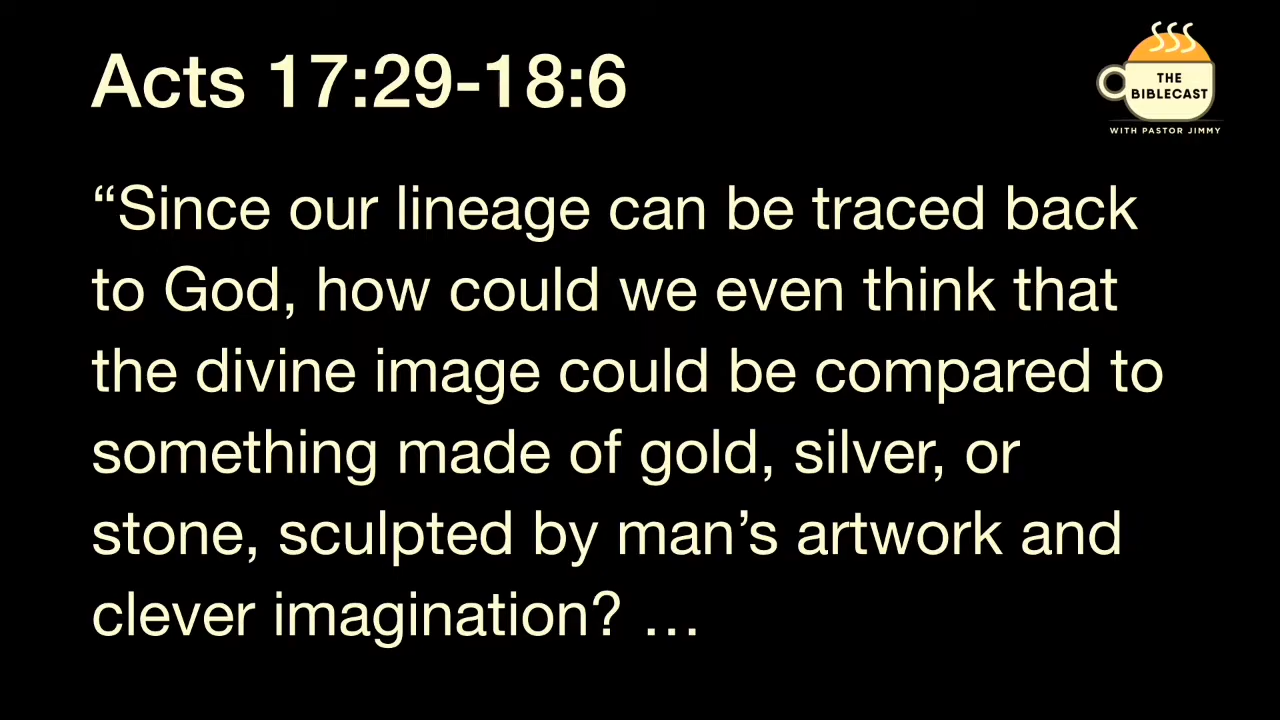 Acts 17:29-18:6
THE
BIBLECAST
WITH PASTOR JIMMY
“Since our lineage can be traced back
to God, how could we even think that
the divine image could be compared to
something made of gold, silver, or
stone, sculpted by man’s artwork and
clever imagination? …